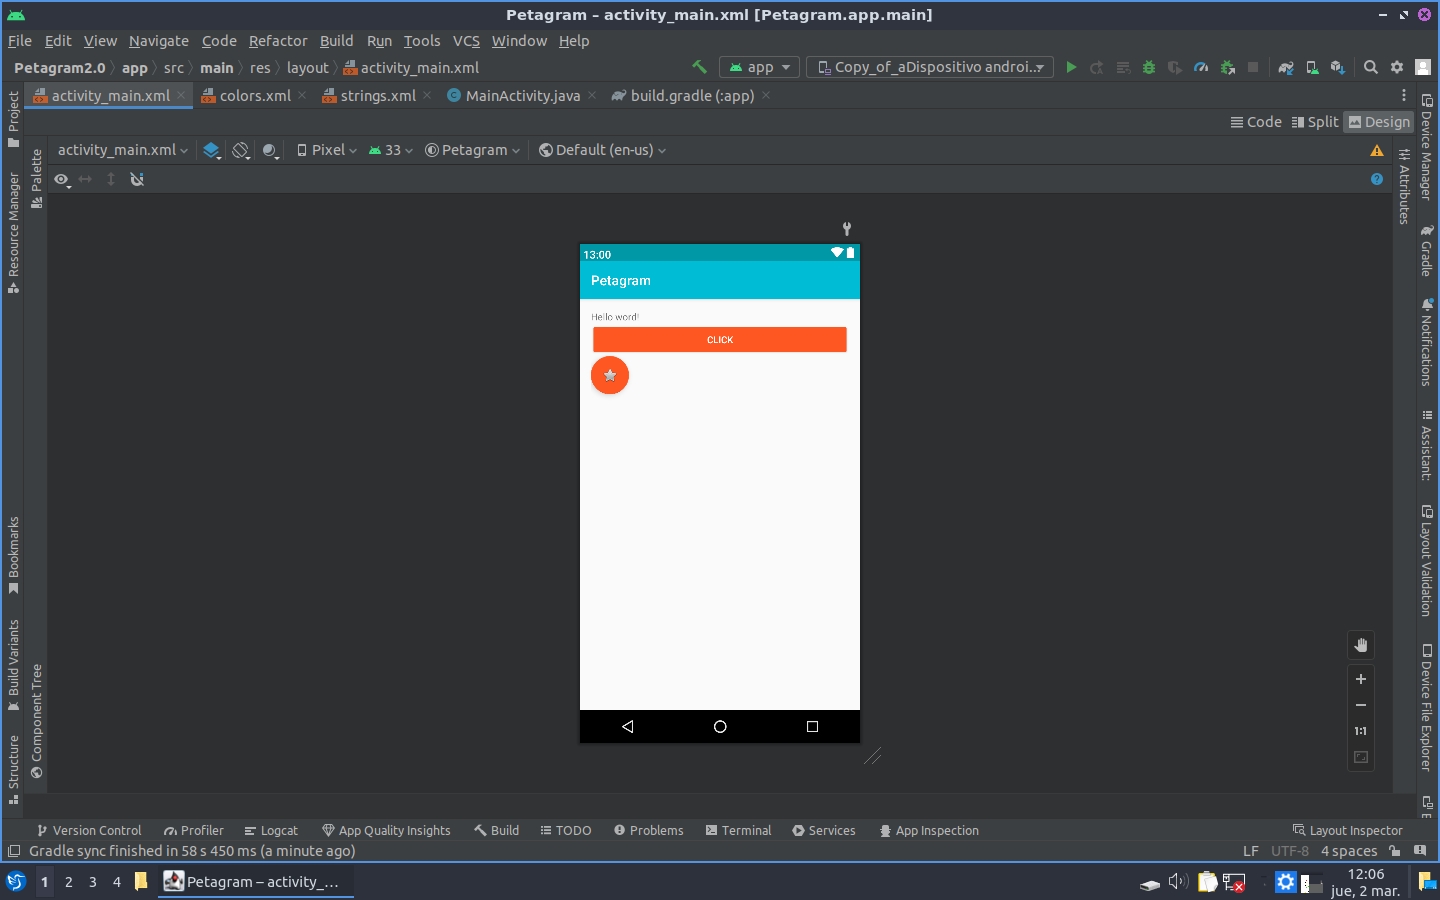 Petagram – activity_main.xml [Petagram.app.main]
File Edit View Navigate Code Refactor Build Run Tools VCS Window Help
Petagram2.0 app src main res layout activity_main.xml app Copy_of_aDispositivo androi...
activity_main.xml colors.xml strings.xml MainActivity.java build.gradle (:app)
Code Split Design
activity_main.xml Pixel 33 Petagram Default (en-us)
Project
Resource Manager
Bookmarks
Build Variants
Structure
Palette
Component Tree
13:00
Petagram
Hello word!
CLICK
1:1
Attributes
Device Manager
Gradle
Notifications
Assistant:
Layout Validation
Device File Explorer
Version Control Profiler Logcat App Quality Insights Build TODO Problems Terminal Services App Inspection Layout Inspector
Gradle sync finished in 58 s 450 ms (a minute ago) LF UTF-8 4 spaces
1 2 3 4 Petagram – activity_... 12:06
jue, 2 mar.